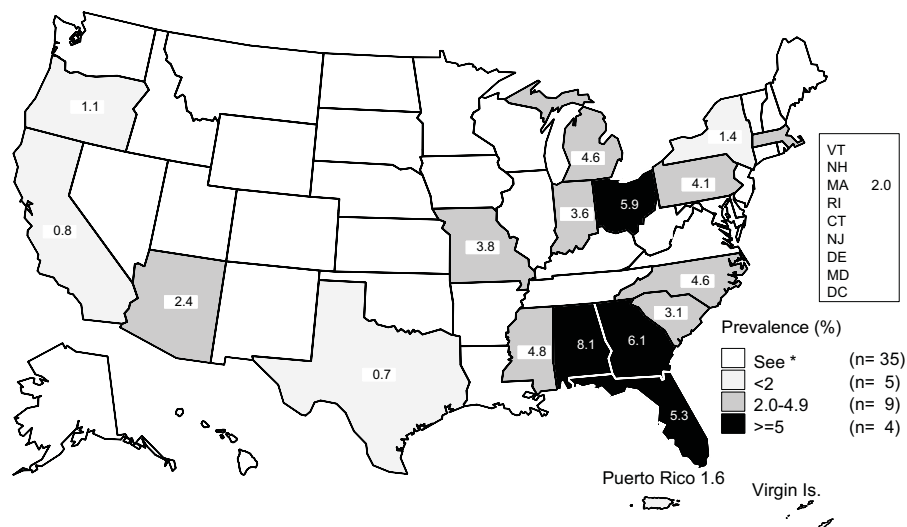 1.1
1.4
4.6
4.1
VT
NH
MA 2.0
RI
CT
NJ
DE
MD
DC
0.8
3.6
5.9
3.8
2.4
4.6
3.1
4.8
8.1
6.1
0.7
5.3
Prevalence (%)
See * (n= 35)
<2 (n= 5)
2.0-4.9 (n= 9)
>=5 (n= 4)
Puerto Rico 1.6
Virgin Is.